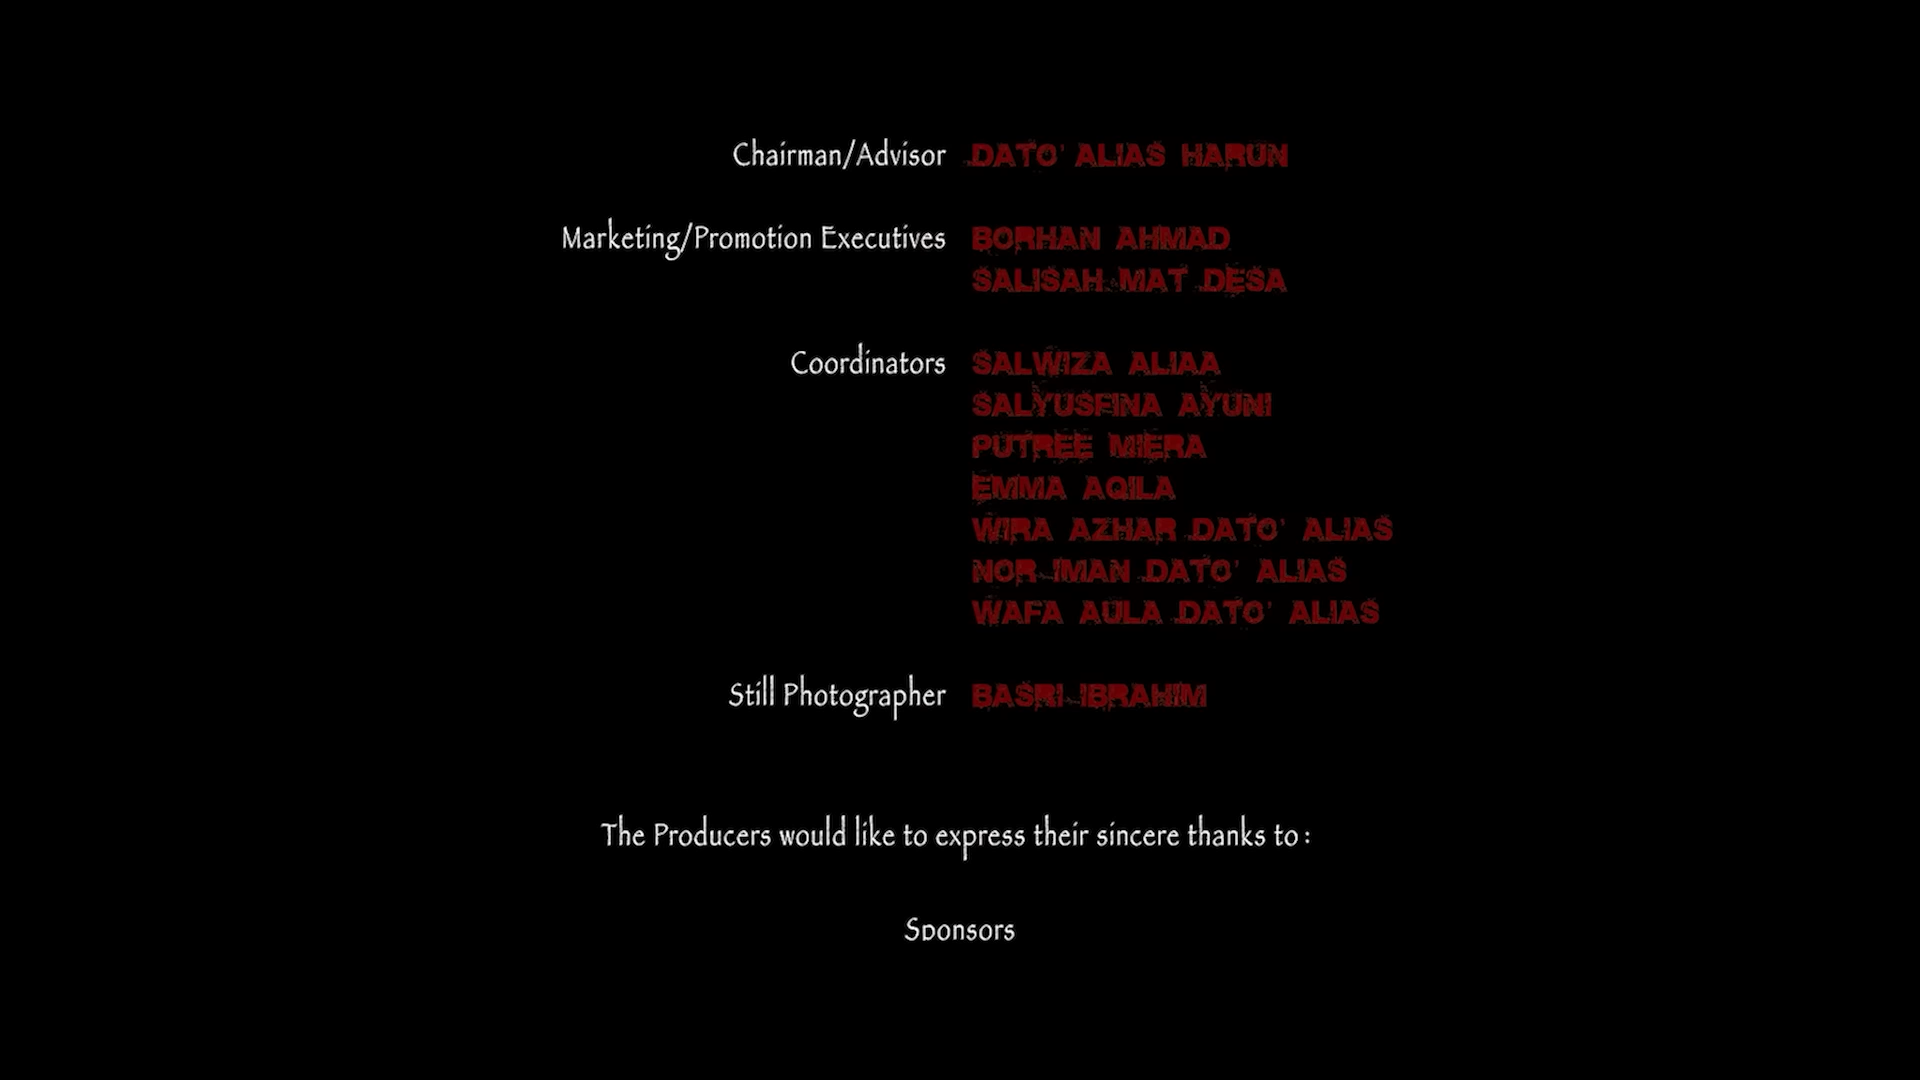 Chairman/Advisor DATO' ALIAS HARUN
Marketing/Promotion Executives BORHAN AHMAD
SALISAH MAT DESA
Coordinators SALWIZA ALIAA
SALYUSFINA AYUNI
PUTREE MIERA
EMMA AQILA
WIRA AZHAR DATO' ALIAS
NOR IMAN DATO' ALIAS
WAFA AULA DATO' ALIAS
Still Photographer BASRI IBRAHIM
The Producers would like to express their sincere thanks to :
Sponsors